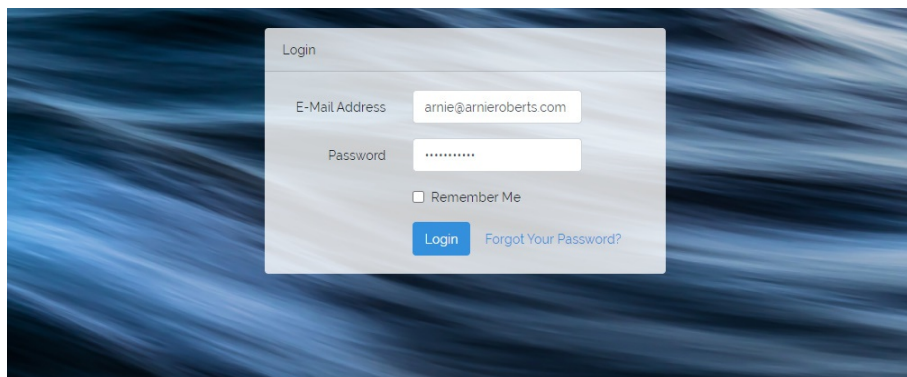 Login
E-Mail Address arnie@arnieroberts.com
Password ···········
Remember Me
Login Forgot Your Password?